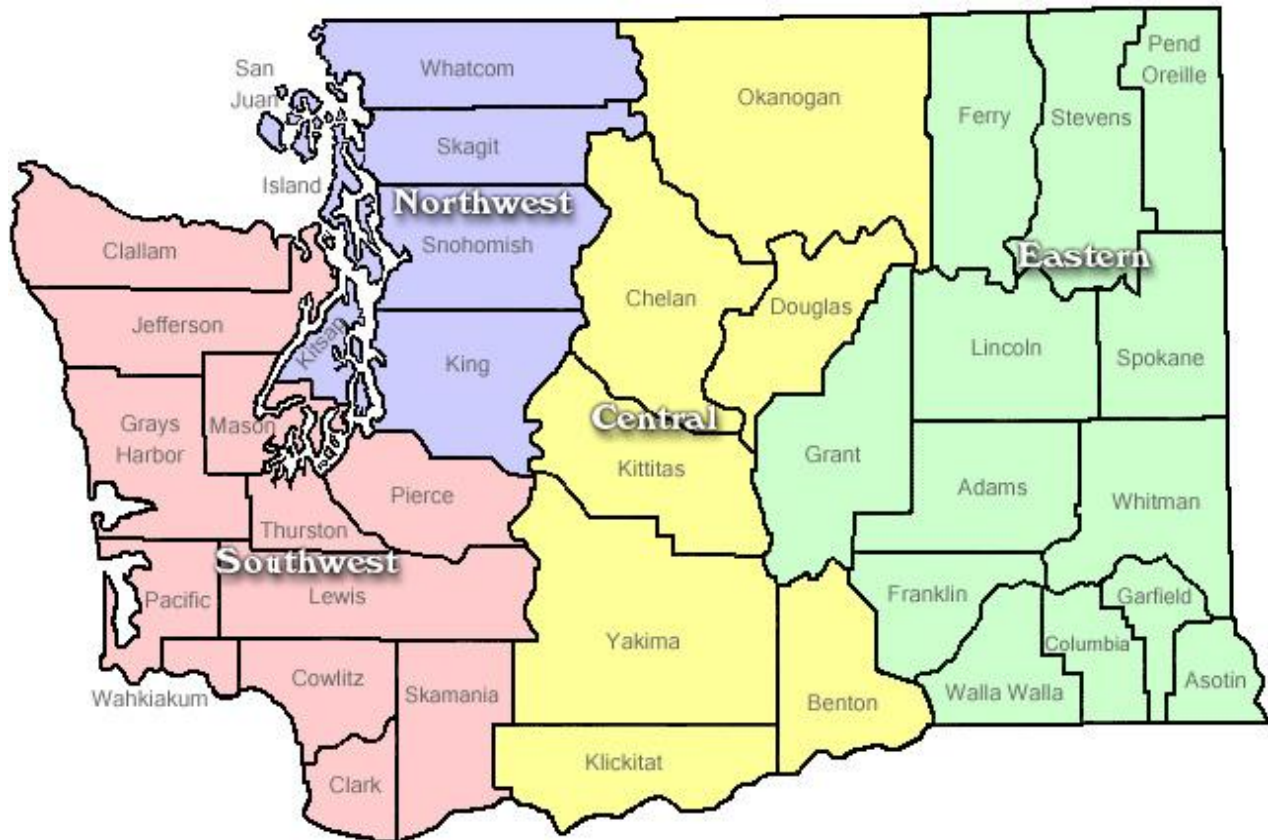 Pend
Oreille
San
Juan
Whatcom
Okanogan
Ferry
Stevens
Skagit
Island
Northwest
Snohomish
Clallam
Eastern
Chelan
Douglas
Jefferson
Kitsap
King
Lincoln
Spokane
Grays
Harbor
Mason
Central
Kittitas
Grant
Pierce
Adams
Whitman
Thurston
Southwest
Pacific
Lewis
Franklin
Garfield
Yakima
Columbia
Cowlitz
Skamania
Wahkiakum
Walla Walla
Asotin
Benton
Klickitat
Clark